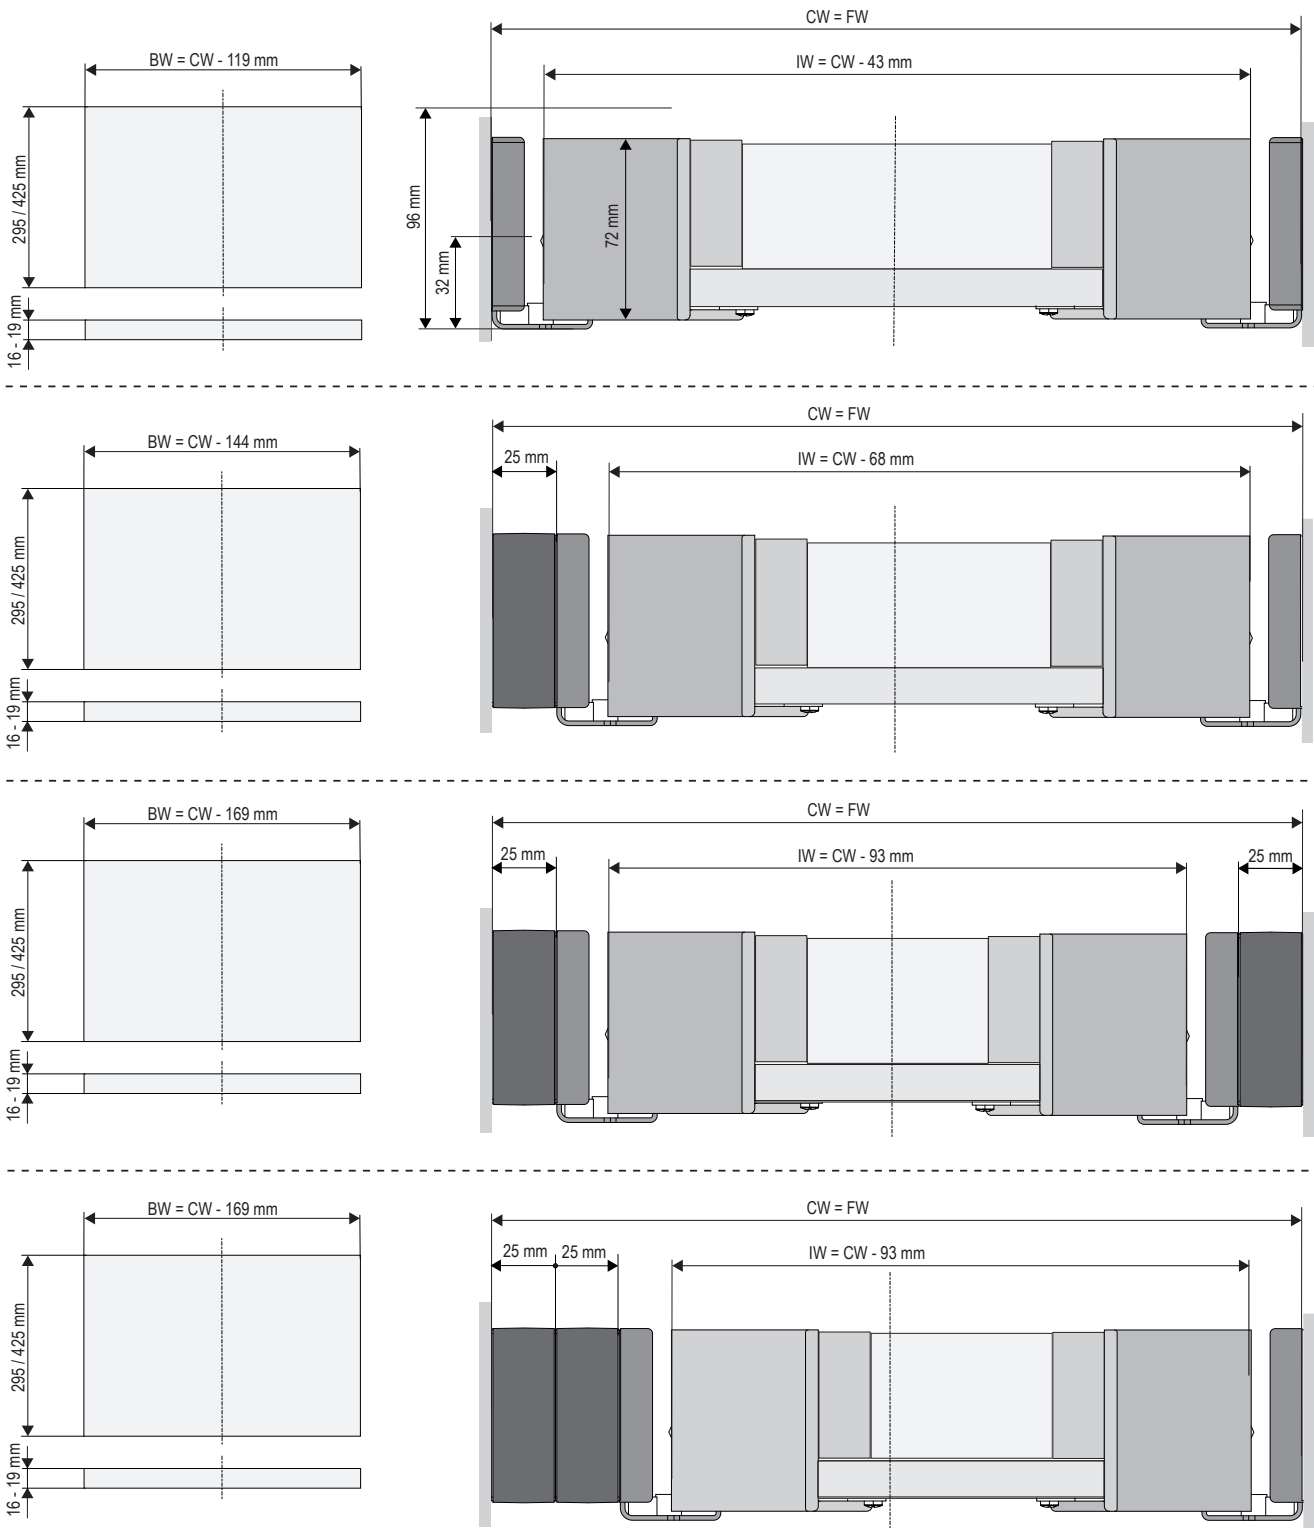 CW = FW
BW = CW - 119 mm
IW = CW - 43 mm
295 / 425 mm
96 mm
72 mm
32 mm
16 - 19 mm
CW = FW
BW = CW - 144 mm
25 mm
IW = CW - 68 mm
295 / 425 mm
16 - 19 mm
CW = FW
BW = CW - 169 mm
25 mm
IW = CW - 93 mm
25 mm
295 / 425 mm
16 - 19 mm
CW = FW
BW = CW - 169 mm
25 mm
25 mm
IW = CW - 93 mm
295 / 425 mm
16 - 19 mm